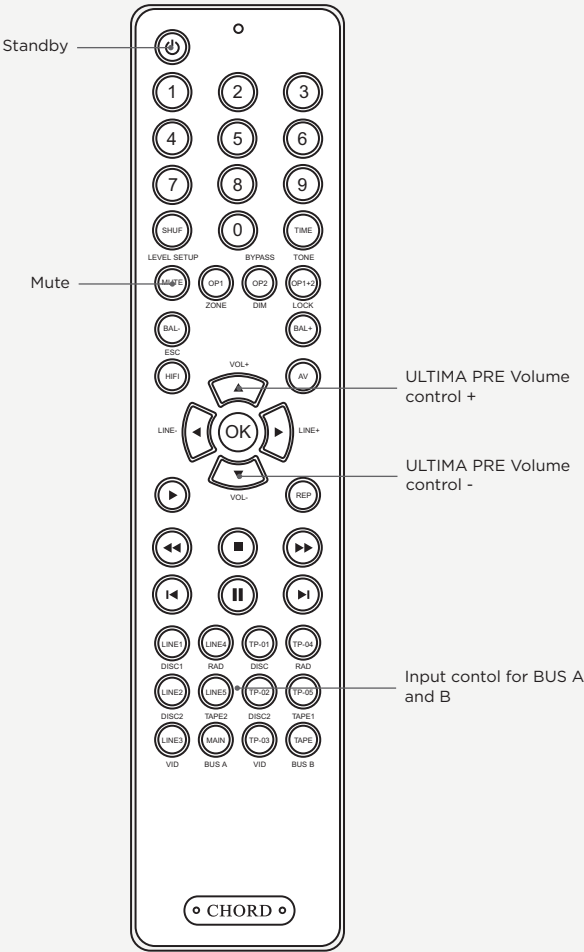 Standby
1 2 3
4 5 6
7 8 9
SHUF 0 TIME
LEVEL SETUP BYPASS TONE
Mute
MUTE OP1 OP2 OP1+2
ZONE DIM LOCK
BAL- BAL+
ESC
HIFI VOL+ AV
ULTIMA PRE Volume
control +
LINE- OK LINE+
ULTIMA PRE Volume
control -
VOL- REP
LINE1 LINE4 TP-01 TP-04
DISC1 RAD DISC RAD
Input contol for BUS A
and B
LINE2 LINE5 TP-02 TP-05
DISC2 TAPE2 DISC2 TAPE1
LINE3 MAIN TP-03 TAPE
VID BUS A VID BUS B
CHORD